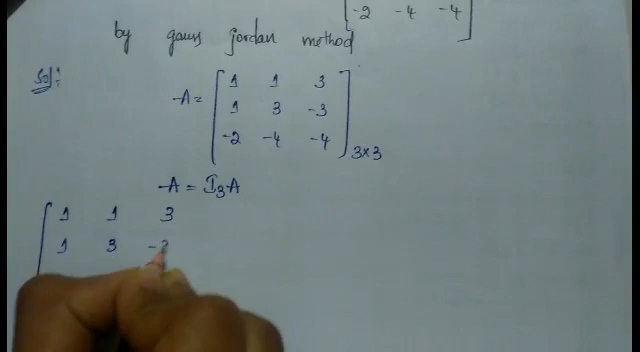 -2 -4 -4
by gauss jordan method
Sol:
A = [ 1 1 3
1 3 -3
-2 -4 -4 ] 3×3
A = I₃A
[ 1 1 3
1 3